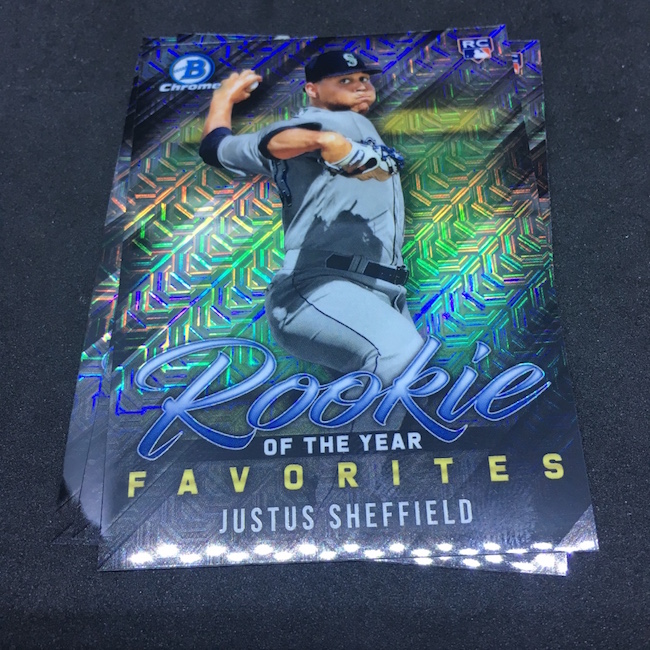 B
Chrome
RC
S
Rookie
OF THE YEAR
FAVORITES
JUSTUS SHEFFIELD